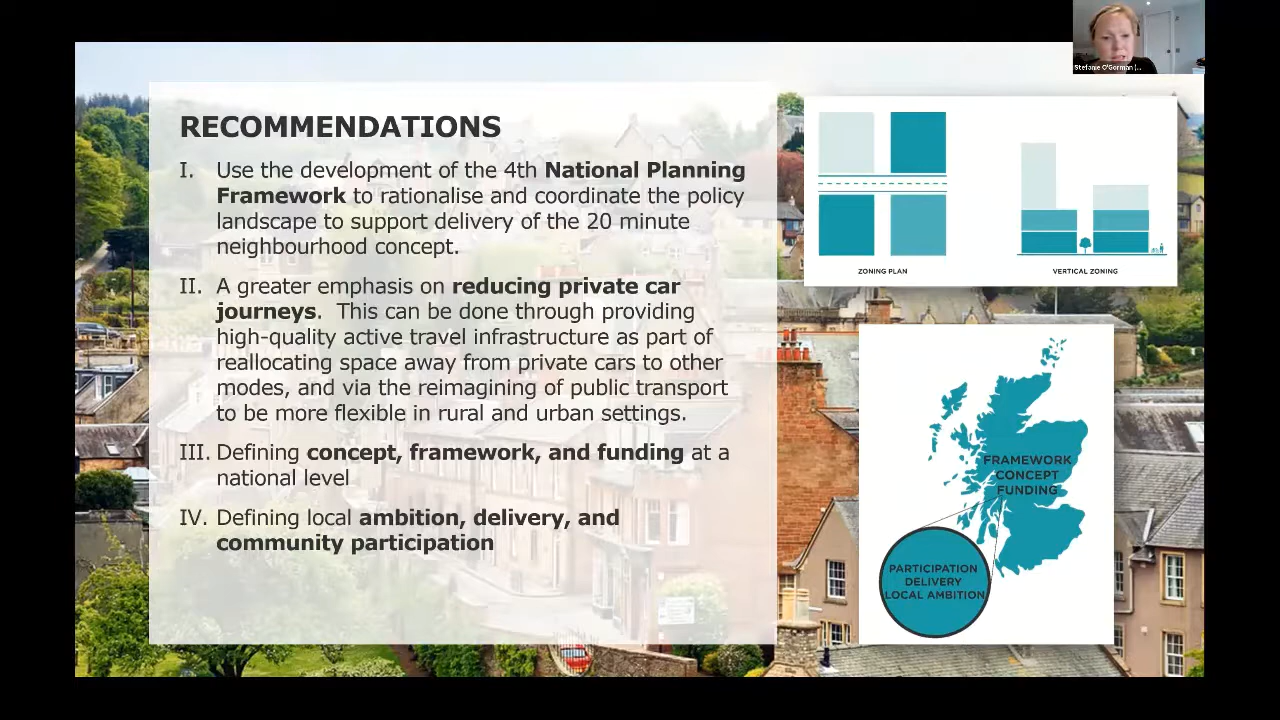 Stefanie O'Gorman (...
RECOMMENDATIONS
I. Use the development of the 4th National Planning
Framework to rationalise and coordinate the policy
landscape to support delivery of the 20 minute
neighbourhood concept.
II. A greater emphasis on reducing private car
journeys. This can be done through providing
high-quality active travel infrastructure as part of
reallocating space away from private cars to other
modes, and via the reimagining of public transport
to be more flexible in rural and urban settings.
III. Defining concept, framework, and funding at a
national level
IV. Defining local ambition, delivery, and
community participation
ZONING PLAN
VERTICAL ZONING
FRAMEWORK
CONCEPT
FUNDING
PARTICIPATION
DELIVERY
LOCAL AMBITION